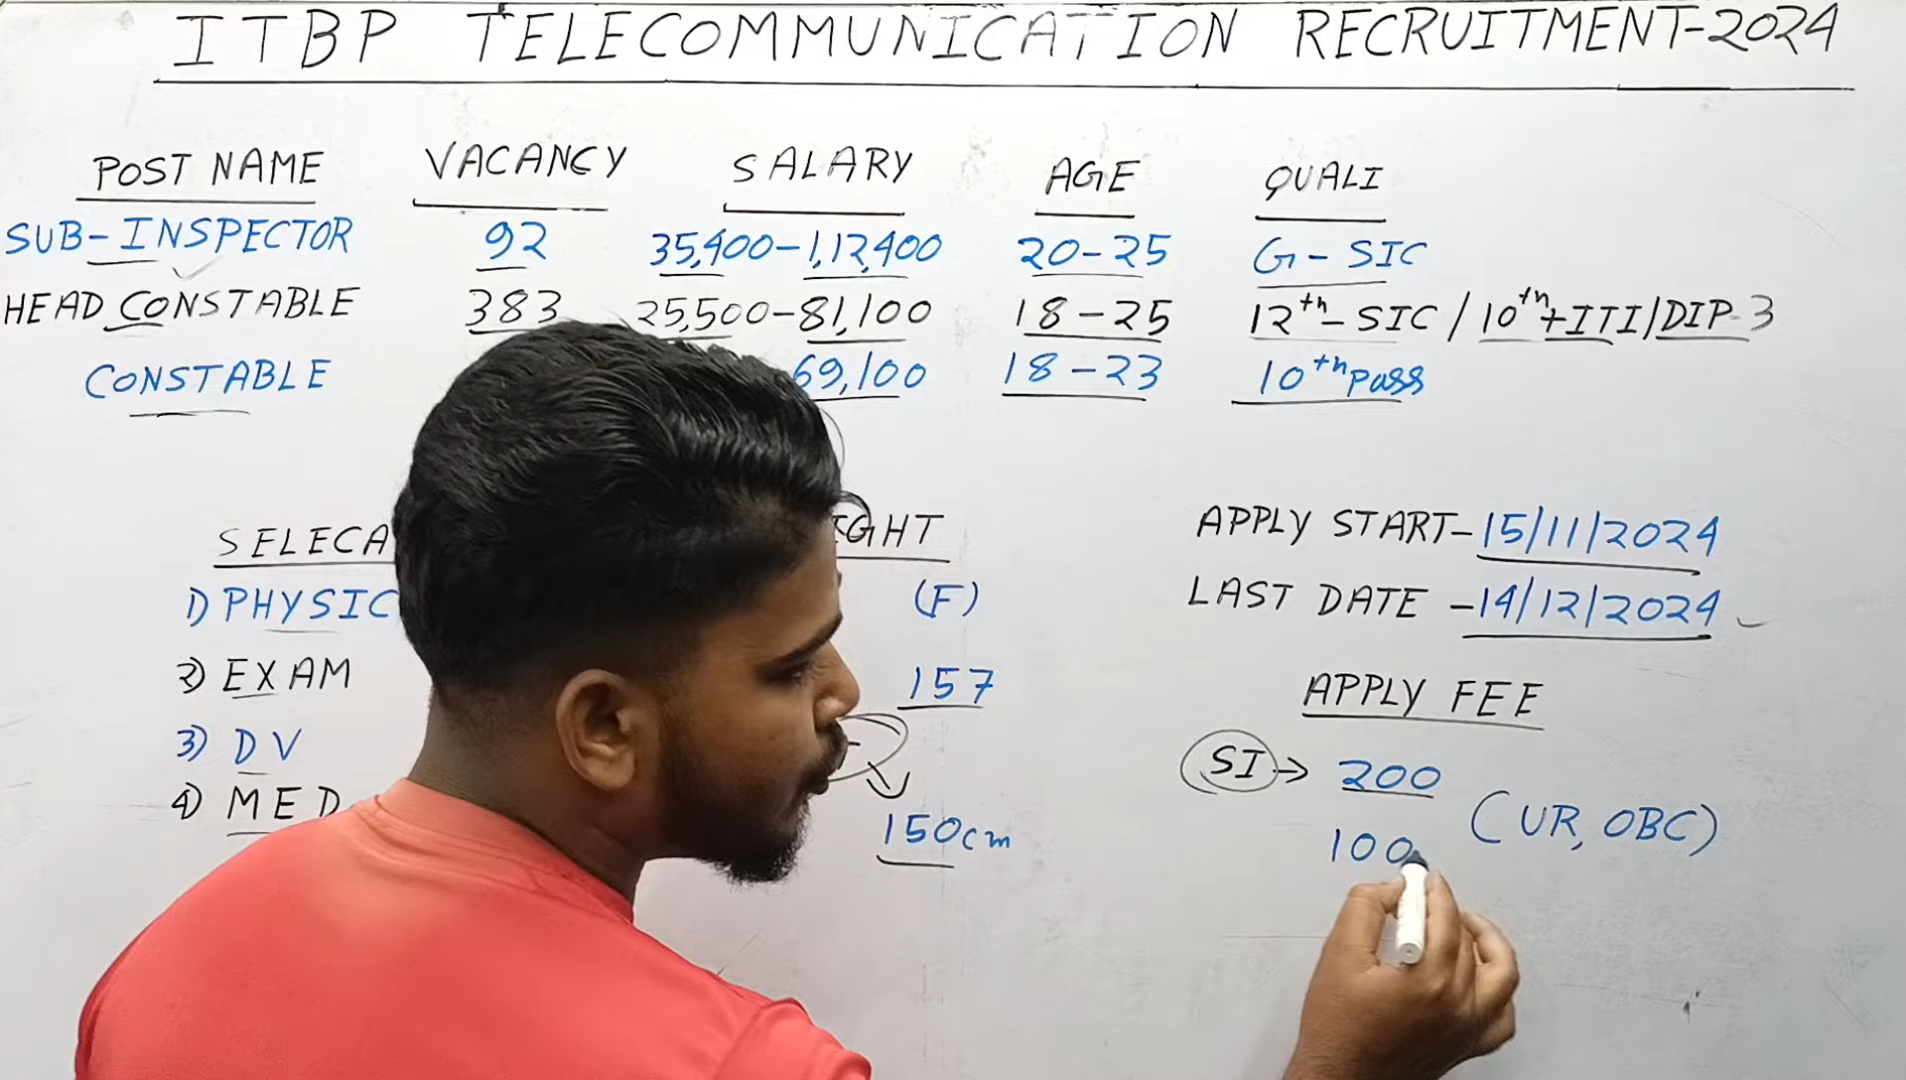 ITBP TELECOMMUNICATION RECRUITMENT-2024
POST NAME VACANCY SALARY AGE QUALI
SUB-INSPECTOR 92 35,400-1,12,400 20-25 G-SIC
HEAD CONSTABLE 383 25,500-81,100 18-25 12th-SIC / 10th+ITI/DIP-3
CONSTABLE 69,100 18-23 10th pass
SELECA
1) PHYSIC
2) EXAM
3) DV
4) MED
IGHT
(F)
157
150cm
APPLY START-15/11/2024
LAST DATE -14/12/2024
APPLY FEE
SI→ 200
100 (UR, OBC)